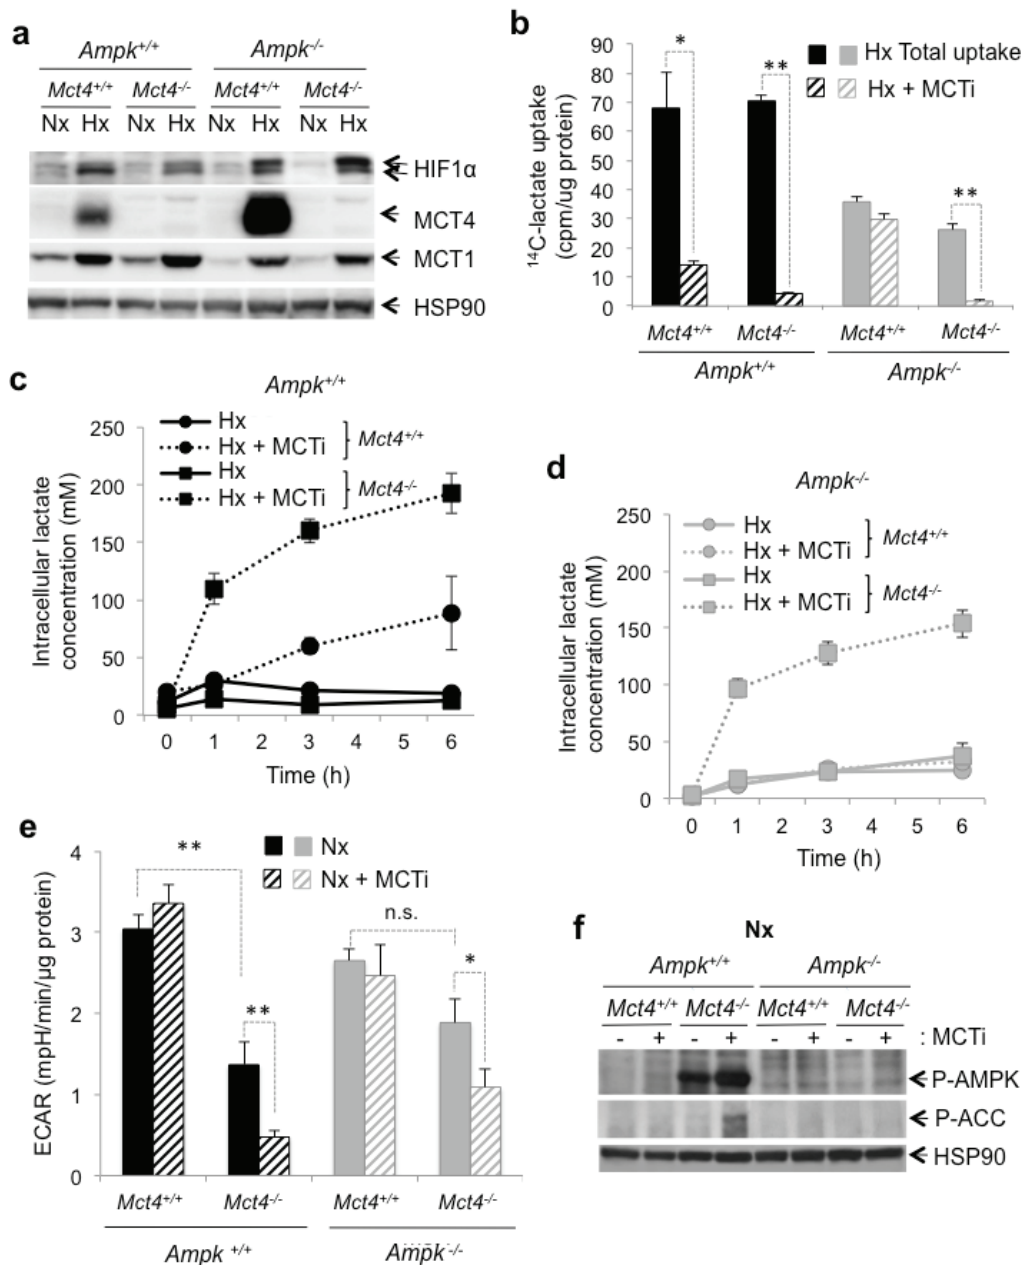 a
Ampk+/+ Ampk-/-
Mct4+/+ Mct4-/- Mct4+/+ Mct4-/-
Nx Hx Nx Hx Nx Hx Nx Hx
HIF1α
MCT4
MCT1
HSP90
b
90
80
70
60
50
40
30
20
10
0
14C-lactate uptake
(cpm/ug protein)
Hx Total uptake
Hx + MCTi
* ** **
Mct4+/+ Mct4-/- Mct4+/+ Mct4-/-
Ampk+/+ Ampk-/-
c
Ampk+/+
Hx
Hx + MCTi
Mct4+/+
Hx
Hx + MCTi
Mct4-/-
250
200
150
100
50
0
Intracellular lactate
concentration (mM)
0 1 2 3 4 5 6
Time (h)
d
Ampk-/-
Hx
Hx + MCTi
Mct4+/+
Hx
Hx + MCTi
Mct4-/-
250
200
150
100
50
0
Intracellular lactate
concentration (mM)
0 1 2 3 4 5 6
Time (h)
e
4
3
2
1
0
ECAR (mpH/min/µg protein)
Nx
Nx + MCTi
** ** n.s. *
Mct4+/+ Mct4-/- Mct4+/+ Mct4-/-
Ampk +/+ Ampk-/-
f
Nx
Ampk+/+ Ampk-/-
Mct4+/+ Mct4-/- Mct4+/+ Mct4-/-
- + - + - + - + : MCTi
P-AMPK
P-ACC
HSP90